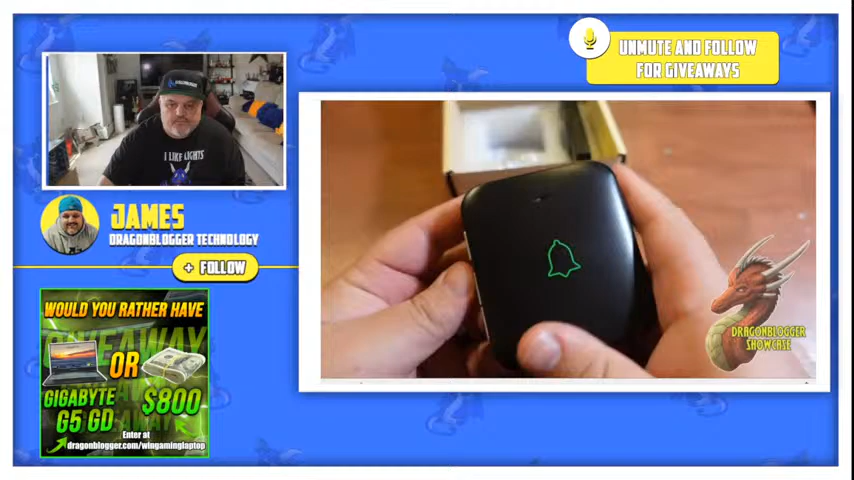 UNMUTE AND FOLLOW
FOR GIVEAWAYS
I LIKE LIGHTS
JAMES
DRAGONBLOGGER TECHNOLOGY
+ FOLLOW
WOULD YOU RATHER HAVE
GIVEAWAY
OR
GIGABYTE
G5 GD
$800
Enter at
dragonblogger.com/wingaminglaptop
DRAGONBLOGGER
SHOWCASE